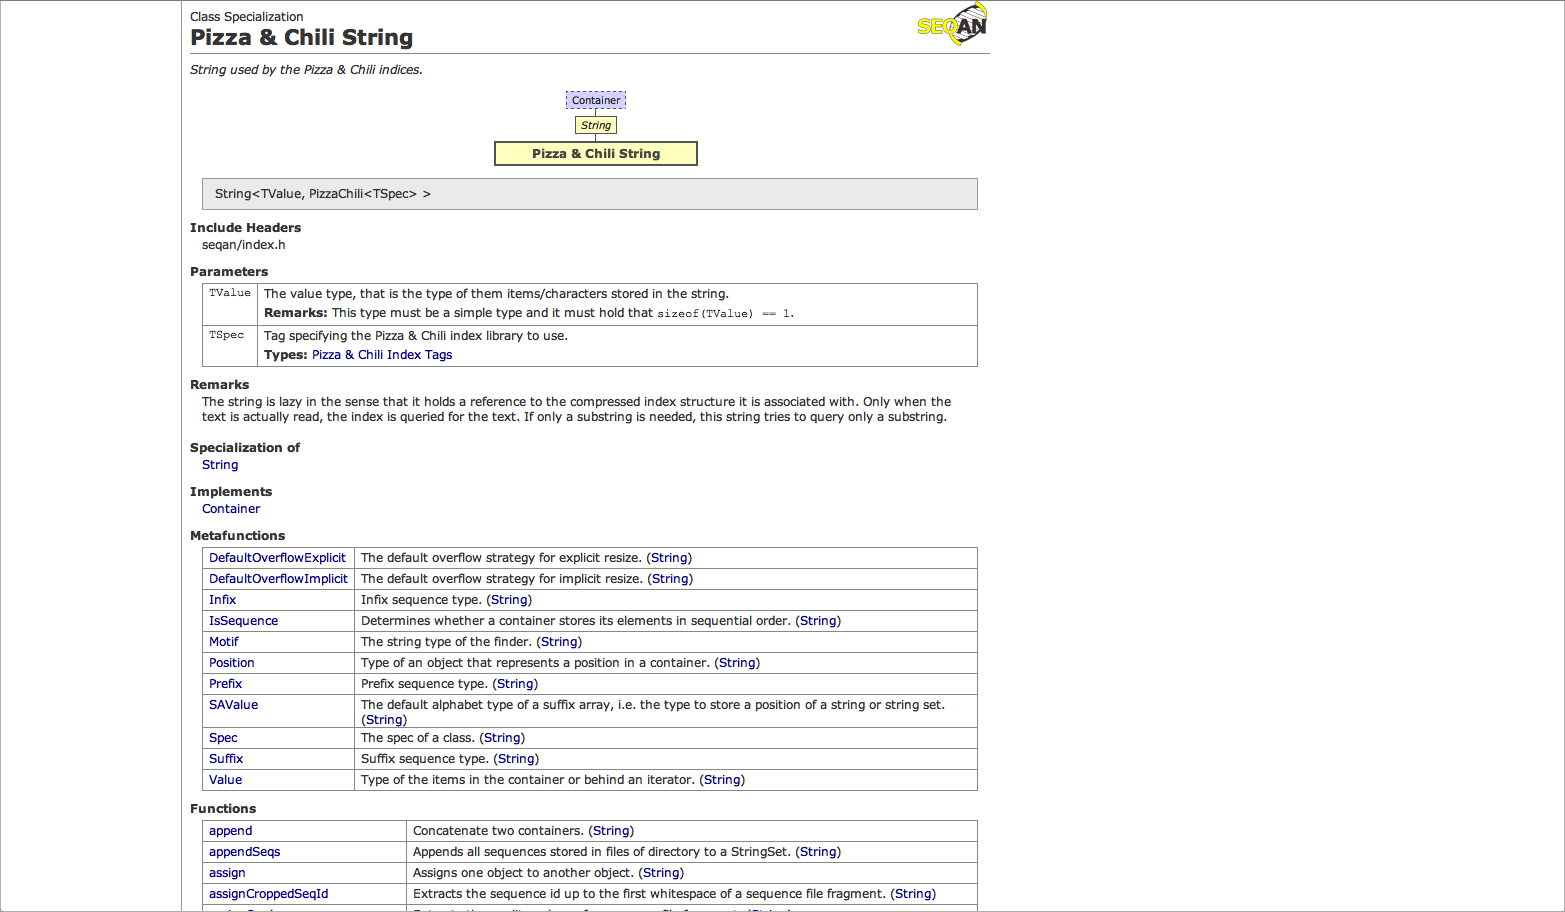 Class Specialization
SEQAN
Pizza & Chili String
String used by the Pizza & Chili indices.
Container
String
Pizza & Chili String
String<TValue, PizzaChili<TSpec> >
Include Headers
seqan/index.h
Parameters
TValue The value type, that is the type of them items/characters stored in the string.
Remarks: This type must be a simple type and it must hold that sizeof(TValue) == 1.
TSpec Tag specifying the Pizza & Chili index library to use.
Types: Pizza & Chili Index Tags
Remarks
The string is lazy in the sense that it holds a reference to the compressed index structure it is associated with. Only when the
text is actually read, the index is queried for the text. If only a substring is needed, this string tries to query only a substring.
Specialization of
String
Implements
Container
Metafunctions
DefaultOverflowExplicit The default overflow strategy for explicit resize. (String)
DefaultOverflowImplicit The default overflow strategy for implicit resize. (String)
Infix Infix sequence type. (String)
IsSequence Determines whether a container stores its elements in sequential order. (String)
Motif The string type of the finder. (String)
Position Type of an object that represents a position in a container. (String)
Prefix Prefix sequence type. (String)
SAValue The default alphabet type of a suffix array, i.e. the type to store a position of a string or string set.
(String)
Spec The spec of a class. (String)
Suffix Suffix sequence type. (String)
Value Type of the items in the container or behind an iterator. (String)
Functions
append Concatenate two containers. (String)
appendSeqs Appends all sequences stored in files of directory to a StringSet. (String)
assign Assigns one object to another object. (String)
assignCroppedSeqId Extracts the sequence id up to the first whitespace of a sequence file fragment. (String)